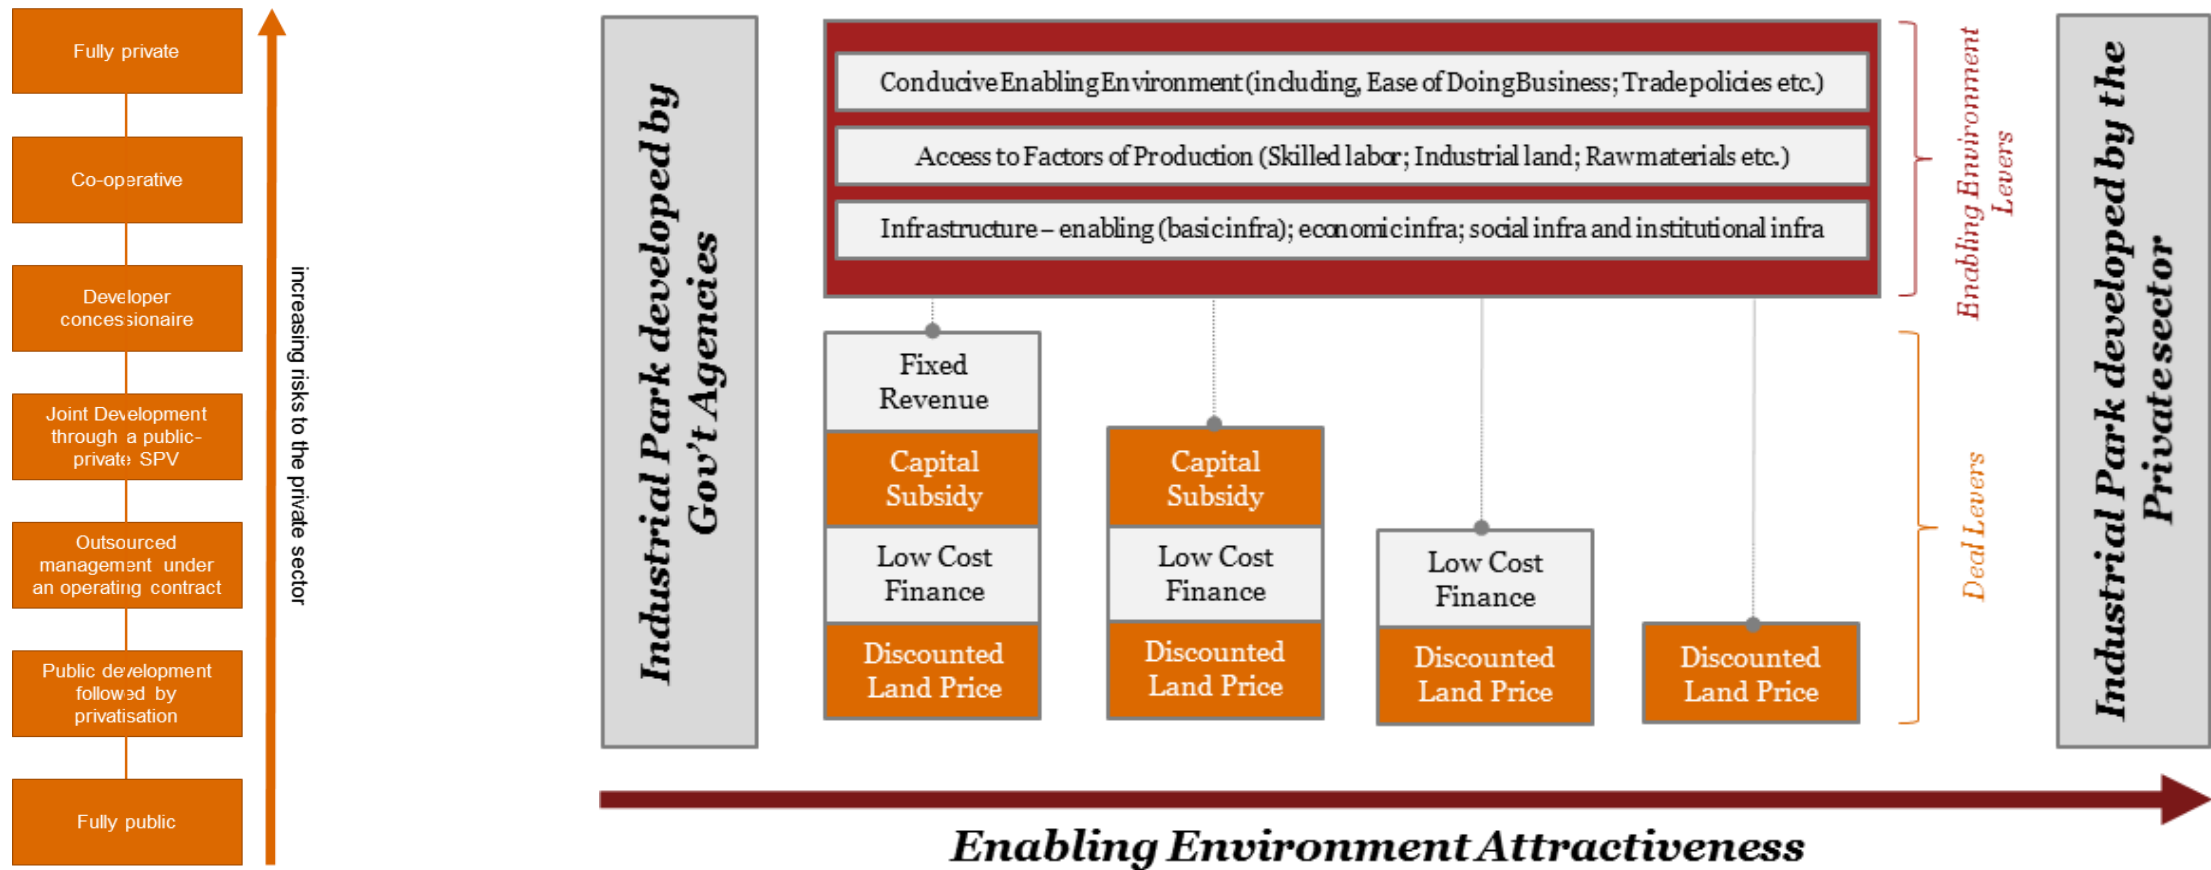 Fully private
Co-operative
Developer
concessionaire
Joint Development
through a public-
private SPV
Outsourced
management under
an operating contract
Public development
followed by
privatisation
Fully public
increasing risks to the private sector
Industrial Park developed by
Gov't Agencies
Conducive Enabling Environment (including, Ease of Doing Business; Trade policies etc.)
Access to Factors of Production (Skilled labor; Industrial land; Raw materials etc.)
Infrastructure – enabling (basic infra); economic infra; social infra and institutional infra
Enabling Environment
Levers
Fixed
Revenue
Capital
Subsidy
Low Cost
Finance
Discounted
Land Price
Capital
Subsidy
Low Cost
Finance
Discounted
Land Price
Low Cost
Finance
Discounted
Land Price
Discounted
Land Price
Deal Levers
Industrial Park developed by the
Private sector
Enabling Environment Attractiveness